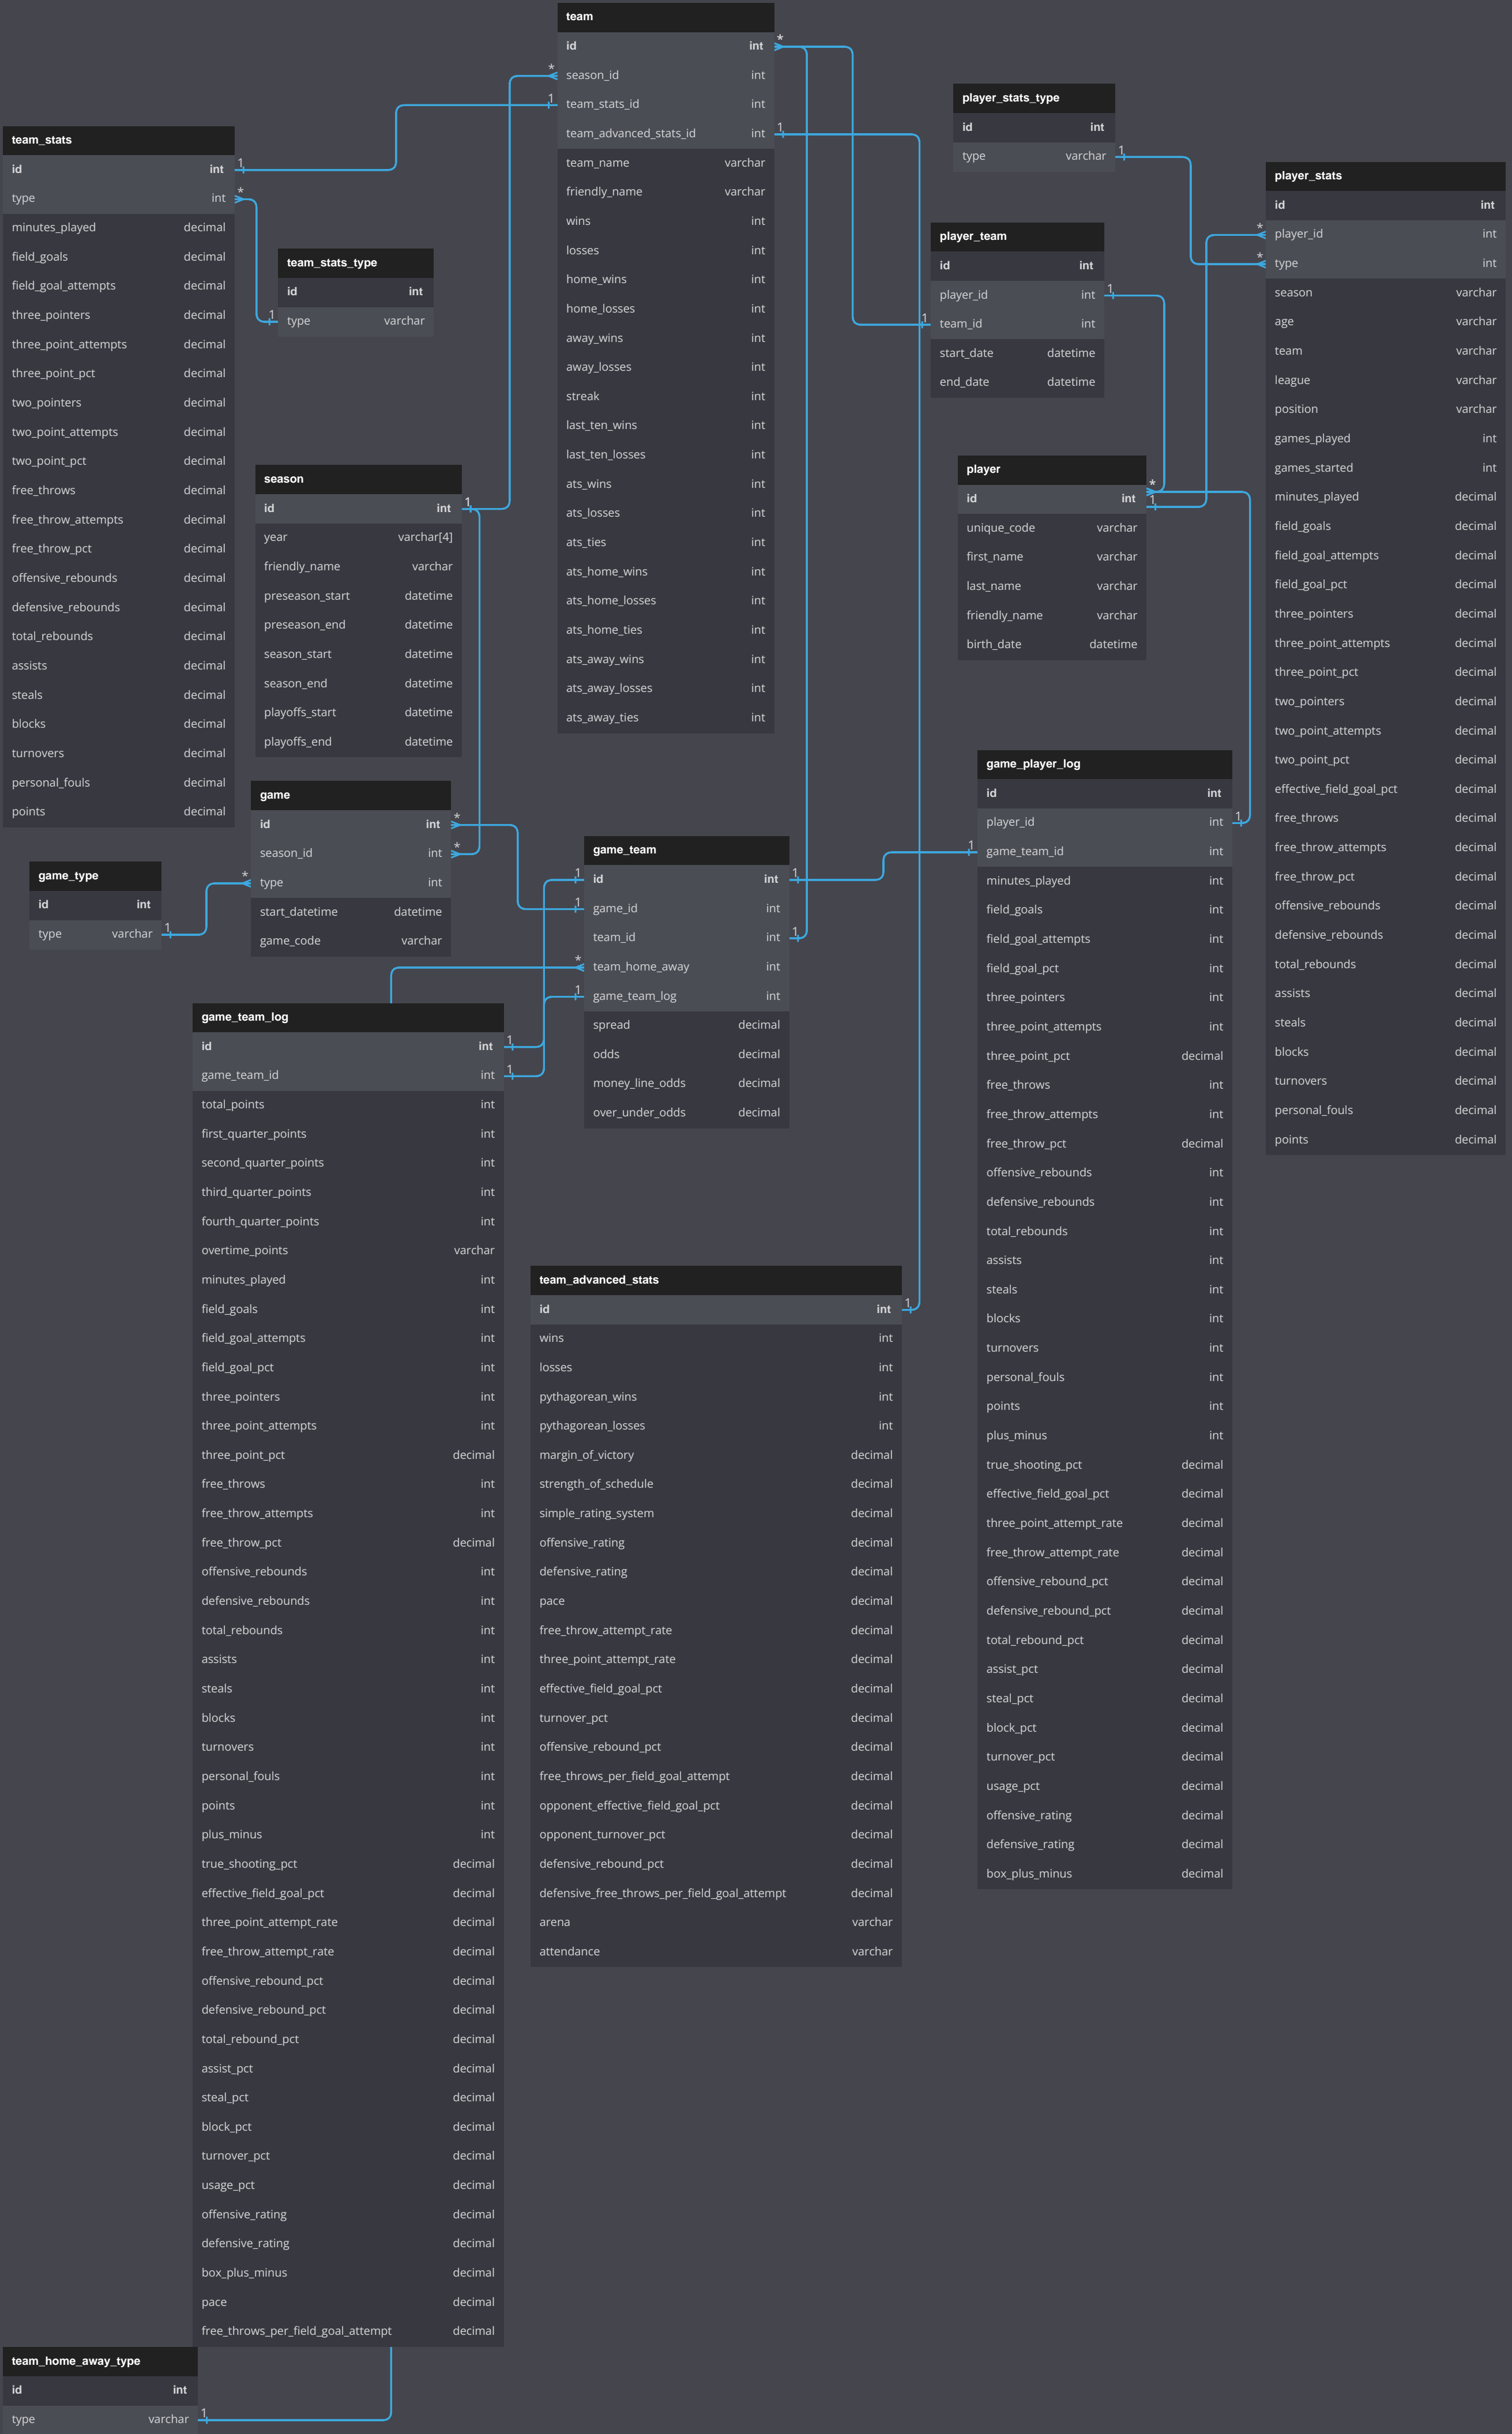 team
id int
season_id int
team_stats_id int
team_advanced_stats_id int
team_name varchar
friendly_name varchar
wins int
losses int
home_wins int
home_losses int
away_wins int
away_losses int
streak int
last_ten_wins int
last_ten_losses int
ats_wins int
ats_losses int
ats_ties int
ats_home_wins int
ats_home_losses int
ats_home_ties int
ats_away_wins int
ats_away_losses int
ats_away_ties int
* * 1 1
team_stats
id int
type int
minutes_played decimal
field_goals decimal
field_goal_attempts decimal
three_pointers decimal
three_point_attempts decimal
three_point_pct decimal
two_pointers decimal
two_point_attempts decimal
two_point_pct decimal
free_throws decimal
free_throw_attempts decimal
free_throw_pct decimal
offensive_rebounds decimal
defensive_rebounds decimal
total_rebounds decimal
assists decimal
steals decimal
blocks decimal
turnovers decimal
personal_fouls decimal
points decimal
1 *
team_stats_type
id int
1 type varchar
player_stats_type
id int
type varchar 1
player_team
id int
player_id int 1
1 team_id int
start_date datetime
end_date datetime
player_stats
id int
* player_id int
* type int
season varchar
age varchar
team varchar
league varchar
position varchar
games_played int
games_started int
minutes_played decimal
field_goals decimal
field_goal_attempts decimal
field_goal_pct decimal
three_pointers decimal
three_point_attempts decimal
three_point_pct decimal
two_pointers decimal
two_point_attempts decimal
two_point_pct decimal
effective_field_goal_pct decimal
free_throws decimal
free_throw_attempts decimal
free_throw_pct decimal
offensive_rebounds decimal
defensive_rebounds decimal
total_rebounds decimal
assists decimal
steals decimal
blocks decimal
turnovers decimal
personal_fouls decimal
points decimal
season
id int 1
year varchar[4]
friendly_name varchar
preseason_start datetime
preseason_end datetime
season_start datetime
season_end datetime
playoffs_start datetime
playoffs_end datetime
player
id int * 1
unique_code varchar
first_name varchar
last_name varchar
friendly_name varchar
birth_date datetime
game
id int *
season_id int *
* type int
start_datetime datetime
game_code varchar
game_type
id int
type varchar 1
game_team
1 id int 1
1 game_id int
team_id int 1
* team_home_away int
1 game_team_log int
spread decimal
odds decimal
money_line_odds decimal
over_under_odds decimal
game_player_log
id int
player_id int 1
1 game_team_id int
minutes_played int
field_goals int
field_goal_attempts int
field_goal_pct int
three_pointers int
three_point_attempts int
three_point_pct decimal
free_throws int
free_throw_attempts int
free_throw_pct decimal
offensive_rebounds int
defensive_rebounds int
total_rebounds int
assists int
steals int
blocks int
turnovers int
personal_fouls int
points int
plus_minus int
true_shooting_pct decimal
effective_field_goal_pct decimal
three_point_attempt_rate decimal
free_throw_attempt_rate decimal
offensive_rebound_pct decimal
defensive_rebound_pct decimal
total_rebound_pct decimal
assist_pct decimal
steal_pct decimal
block_pct decimal
turnover_pct decimal
usage_pct decimal
offensive_rating decimal
defensive_rating decimal
box_plus_minus decimal
game_team_log
id int 1
game_team_id int 1
total_points int
first_quarter_points int
second_quarter_points int
third_quarter_points int
fourth_quarter_points int
overtime_points varchar
minutes_played int
field_goals int
field_goal_attempts int
field_goal_pct int
three_pointers int
three_point_attempts int
three_point_pct decimal
free_throws int
free_throw_attempts int
free_throw_pct decimal
offensive_rebounds int
defensive_rebounds int
total_rebounds int
assists int
steals int
blocks int
turnovers int
personal_fouls int
points int
plus_minus int
true_shooting_pct decimal
effective_field_goal_pct decimal
three_point_attempt_rate decimal
free_throw_attempt_rate decimal
offensive_rebound_pct decimal
defensive_rebound_pct decimal
total_rebound_pct decimal
assist_pct decimal
steal_pct decimal
block_pct decimal
turnover_pct decimal
usage_pct decimal
offensive_rating decimal
defensive_rating decimal
box_plus_minus decimal
pace decimal
free_throws_per_field_goal_attempt decimal
team_advanced_stats
id int 1
wins int
losses int
pythagorean_wins int
pythagorean_losses int
margin_of_victory decimal
strength_of_schedule decimal
simple_rating_system decimal
offensive_rating decimal
defensive_rating decimal
pace decimal
free_throw_attempt_rate decimal
three_point_attempt_rate decimal
effective_field_goal_pct decimal
turnover_pct decimal
offensive_rebound_pct decimal
free_throws_per_field_goal_attempt decimal
opponent_effective_field_goal_pct decimal
opponent_turnover_pct decimal
defensive_rebound_pct decimal
defensive_free_throws_per_field_goal_attempt decimal
arena varchar
attendance varchar
team_home_away_type
id int
type varchar 1